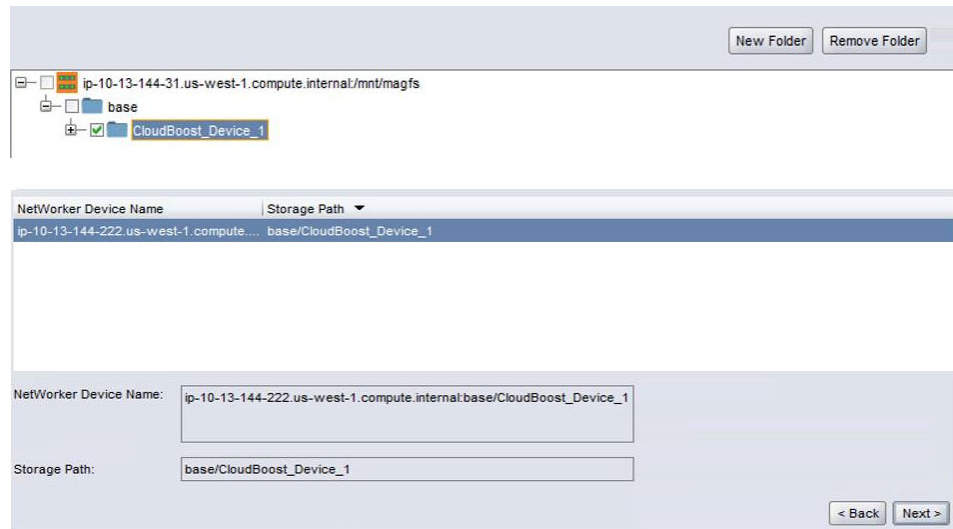 New Folder Remove Folder
ip-10-13-144-31.us-west-1.compute.internal:/mnt/magfs
base
CloudBoost_Device_1
NetWorker Device Name Storage Path
ip-10-13-144-222.us-west-1.compute.... base/CloudBoost_Device_1
NetWorker Device Name: ip-10-13-144-222.us-west-1.compute.internal:base/CloudBoost_Device_1
Storage Path: base/CloudBoost_Device_1
< Back Next >